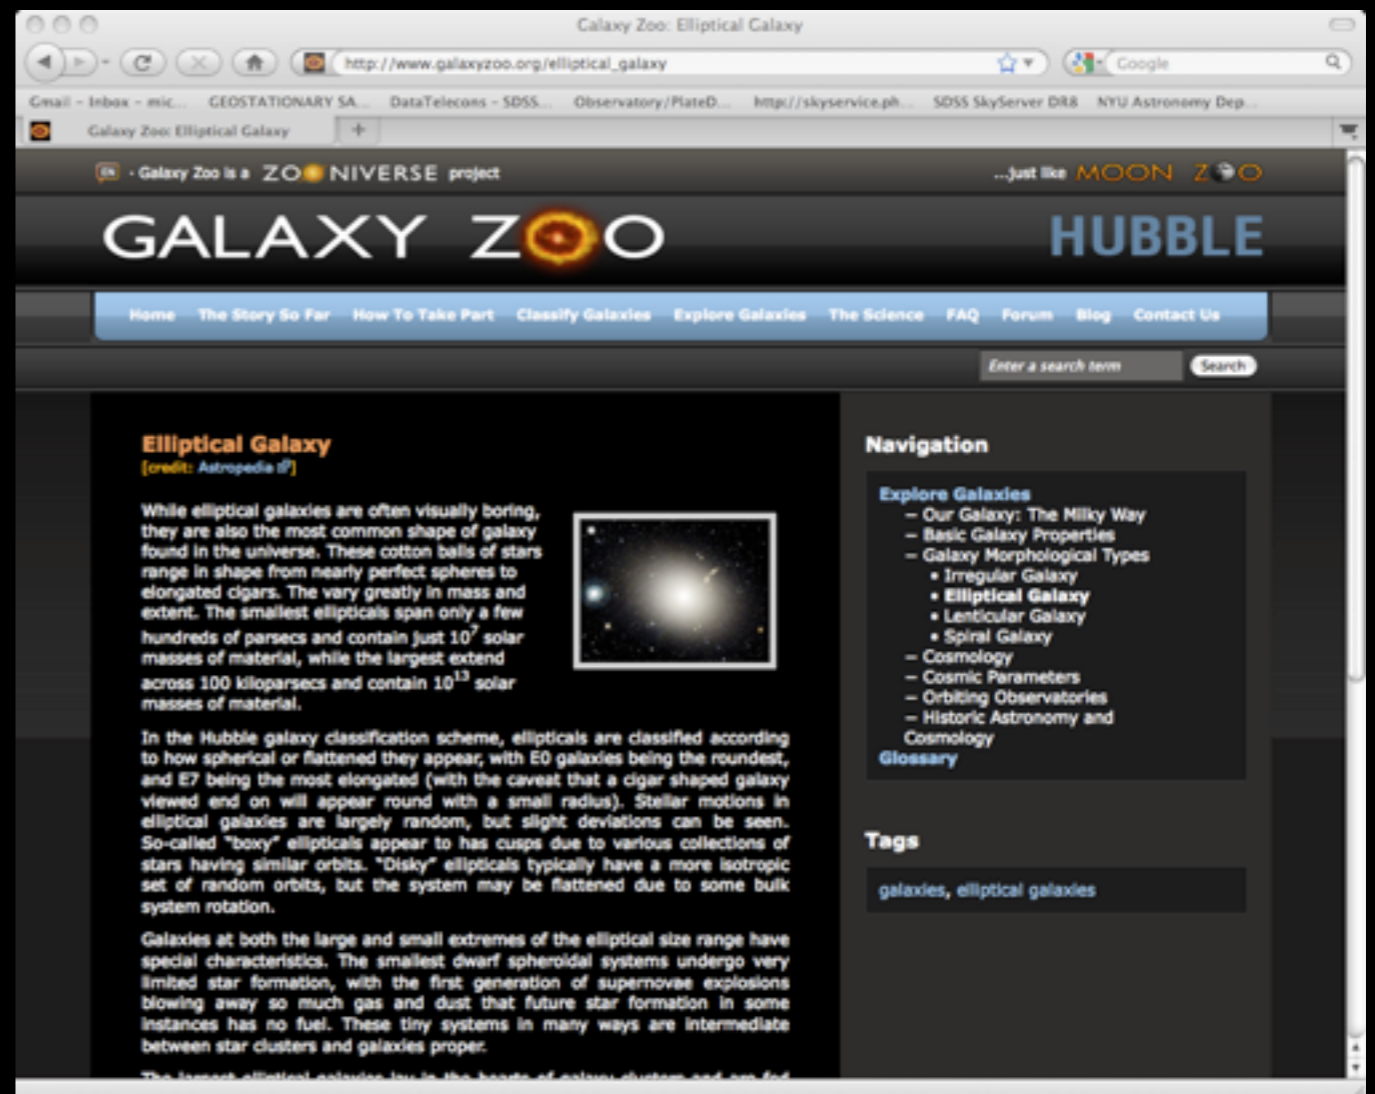 Galaxy Zoo: Elliptical Galaxy
http://www.galaxyzoo.org/elliptical_galaxy
Google
Gmail - Inbox - mic... GEOSTATIONARY SA... DataTelecons - SDSS... Observatory/PlateD... http://skyservice.ph... SDSS SkyServer DR8 NYU Astronomy Dep...
Galaxy Zoo: Elliptical Galaxy +
EN · Galaxy Zoo is a ZOONIVERSE project
...just like MOON ZOO
GALAXY ZOO
HUBBLE
Home The Story So Far How To Take Part Classify Galaxies Explore Galaxies The Science FAQ Forum Blog Contact Us
Enter a search term Search
Elliptical Galaxy
[credit: Astropedia]
While elliptical galaxies are often visually boring,
they are also the most common shape of galaxy
found in the universe. These cotton balls of stars
range in shape from nearly perfect spheres to
elongated cigars. The vary greatly in mass and
extent. The smallest ellipticals span only a few
hundreds of parsecs and contain just 10⁷ solar
masses of material, while the largest extend
across 100 kiloparsecs and contain 10¹³ solar
masses of material.
In the Hubble galaxy classification scheme, ellipticals are classified according
to how spherical or flattened they appear, with E0 galaxies being the roundest,
and E7 being the most elongated (with the caveat that a cigar shaped galaxy
viewed end on will appear round with a small radius). Stellar motions in
elliptical galaxies are largely random, but slight deviations can be seen.
So-called "boxy" ellipticals appear to has cusps due to various collections of
stars having similar orbits. "Disky" ellipticals typically have a more isotropic
set of random orbits, but the system may be flattened due to some bulk
system rotation.
Galaxies at both the large and small extremes of the elliptical size range have
special characteristics. The smallest dwarf spheroidal systems undergo very
limited star formation, with the first generation of supernovae explosions
blowing away so much gas and dust that future star formation in some
instances has no fuel. These tiny systems in many ways are intermediate
between star clusters and galaxies proper.
The largest elliptical galaxies lay in the hearts of galaxy clusters and are fed
Navigation
Explore Galaxies
– Our Galaxy: The Milky Way
– Basic Galaxy Properties
– Galaxy Morphological Types
• Irregular Galaxy
• Elliptical Galaxy
• Lenticular Galaxy
• Spiral Galaxy
– Cosmology
– Cosmic Parameters
– Orbiting Observatories
– Historic Astronomy and
Cosmology
Glossary
Tags
galaxies, elliptical galaxies